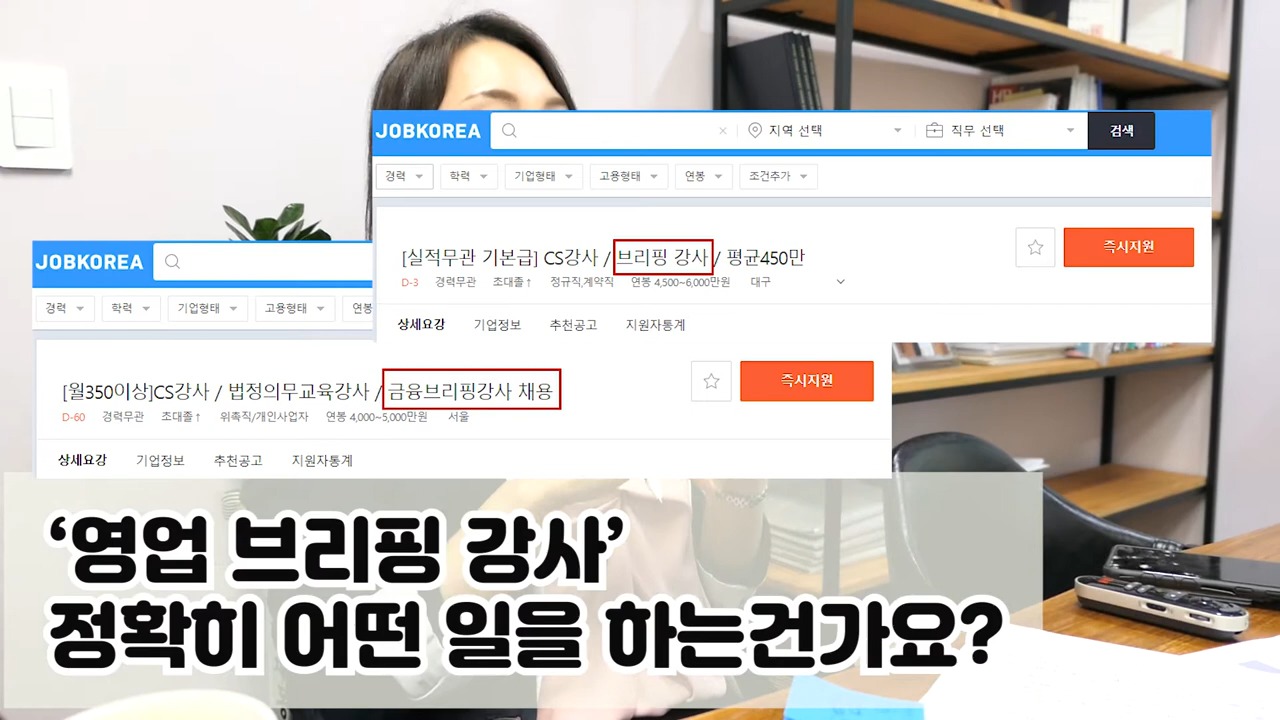 JOBKOREA
지역 선택
직무 선택
검색
경력
학력
기업형태
고용형태
연봉
조건추가
[실적무관 기본급] CS강사 / 브리핑 강사 / 평균450만
즉시지원
D-3 경력무관 초대졸↑ 정규직,계약직 연봉 4,500~6,000만원 대구
상세요강 기업정보 추천공고 지원자통계
JOBKOREA
경력
학력
기업형태
고용형태
연봉
[월350이상]CS강사 / 법정의무교육강사 / 금융브리핑강사 채용
즉시지원
D-60 경력무관 초대졸↑ 위촉직/개인사업자 연봉 4,000~5,000만원 서울
상세요강 기업정보 추천공고 지원자통계
‘영업 브리핑 강사’
정확히 어떤 일을 하는건가요?